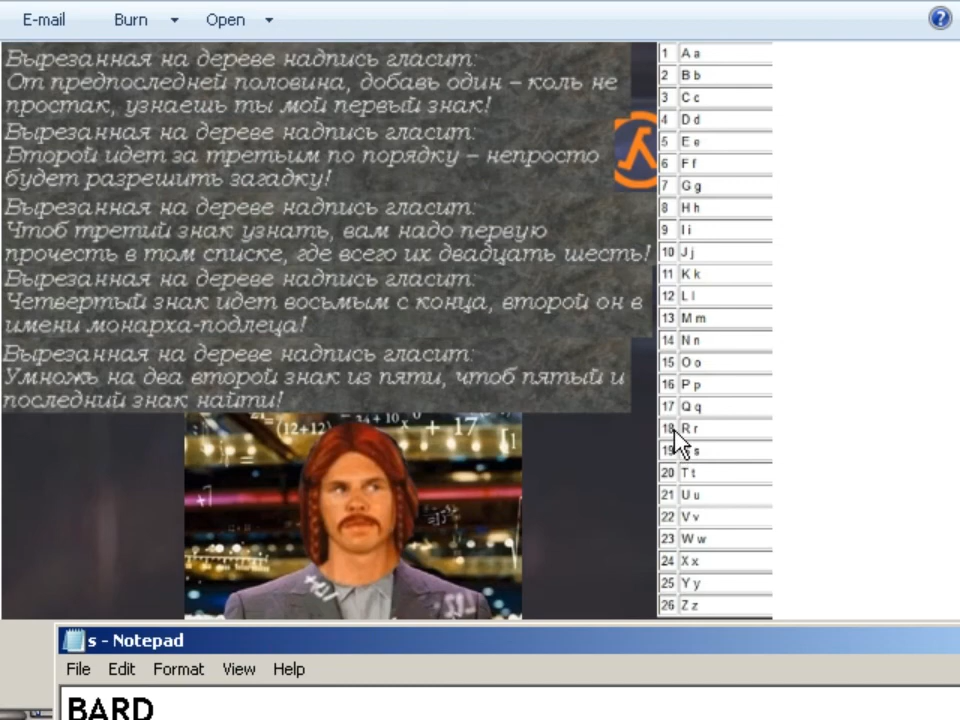 E-mail Burn Open
Вырезанная на дереве надпись гласит:
От предпоследней половина, добавь один – коль не
простак, узнаешь ты мой первый знак!
Вырезанная на дереве надпись гласит:
Второй идет за третьим по порядку – непросто
будет разрешить загадку!
Вырезанная на дереве надпись гласит:
Чтоб третий знак узнать, вам надо первую
прочесть в том списке, где всего их двадцать шесть!
Вырезанная на дереве надпись гласит:
Четвертый знак идет восьмым с конца, второй он в
имени монарха-подлеца!
Вырезанная на дереве надпись гласит:
Умножь на два второй знак из пяти, чтоб пятый и
последний знак найти!
1 A a
2 B b
3 C c
4 D d
5 E e
6 F f
7 G g
8 H h
9 I i
10 J j
11 K k
12 L l
13 M m
14 N n
15 O o
16 P p
17 Q q
18 R r
19 s
20 T t
21 U u
22 V v
23 W w
24 X x
25 Y y
26 Z z
(12+12) + 17
s - Notepad
File Edit Format View Help
BARD